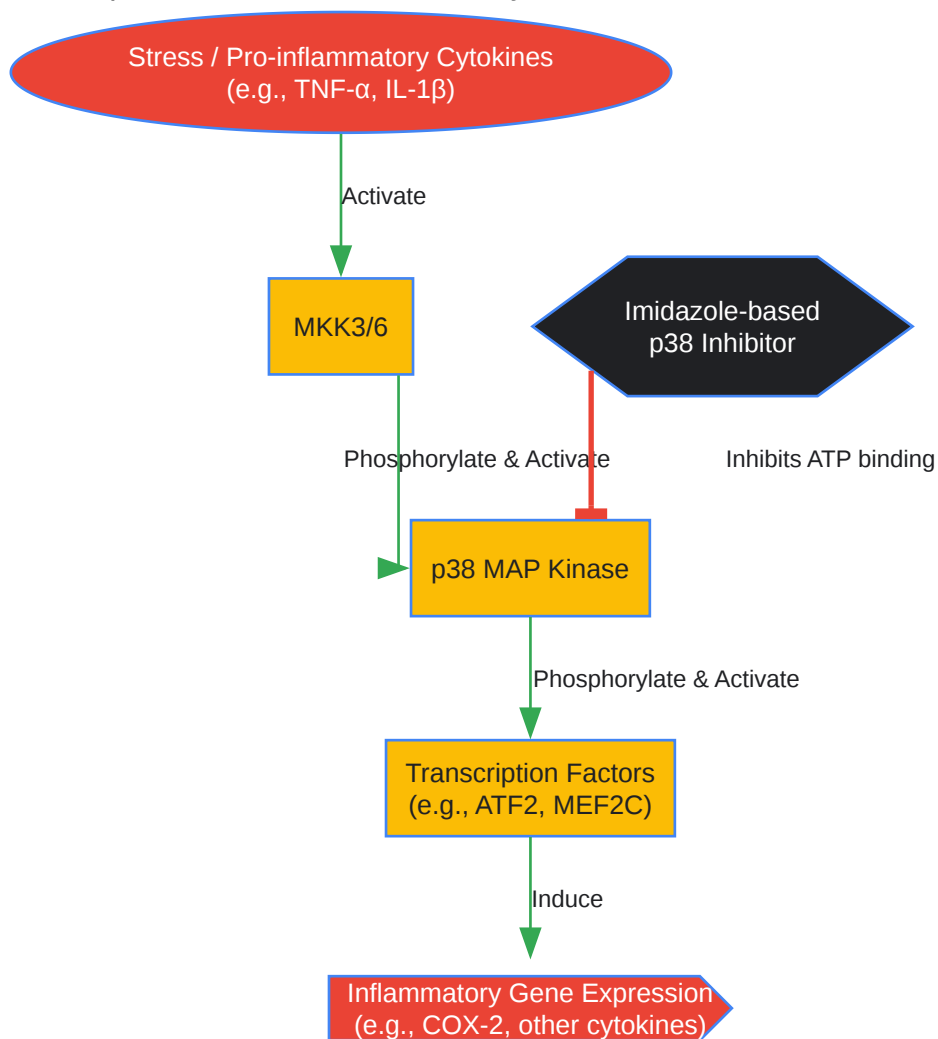 Stress / Pro-inflammatory Cytokines
(e.g., TNF-α, IL-1β)
Activate
MKK3/6
Imidazole-based
p38 Inhibitor
Phosphorylate & Activate
Inhibits ATP binding
p38 MAP Kinase
Phosphorylate & Activate
Transcription Factors
(e.g., ATF2, MEF2C)
Induce
Inflammatory Gene Expression
(e.g., COX-2, other cytokines)